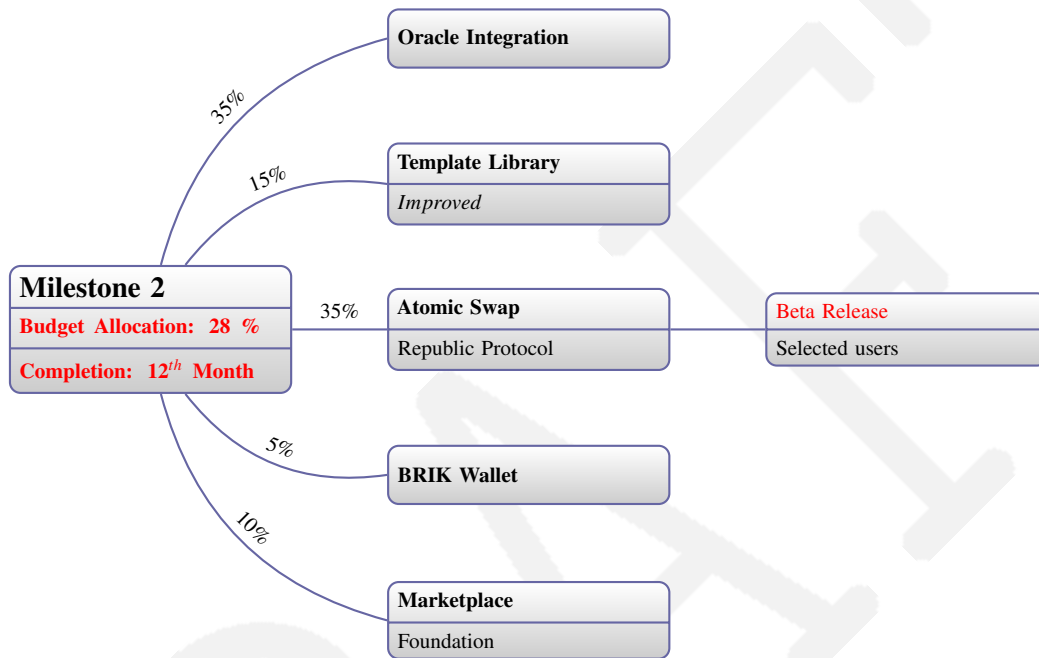 Oracle Integration
35%
Template Library
Improved
15%
Milestone 2
Budget Allocation: 28 %
Completion: 12th Month
35%
Atomic Swap
Republic Protocol
Beta Release
Selected users
5%
BRIK Wallet
10%
Marketplace
Foundation